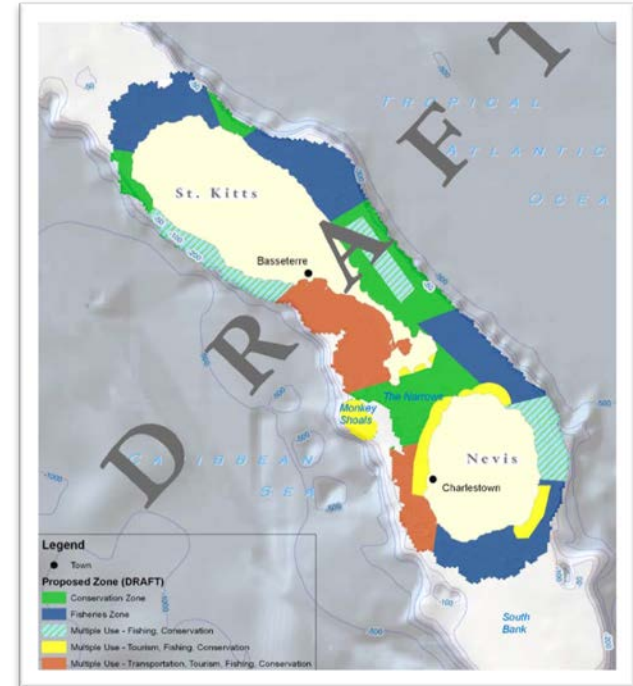 D R A F T
TROPICAL
ATLANTIC
OCEAN
St. Kitts
Basseterre
The Narrows
Monkey
Shoals
CARIBBEAN
SEA
Nevis
Charlestown
South
Bank
Legend
Town
Proposed Zone (DRAFT)
Conservation Zone
Fisheries Zone
Multiple Use - Fishing, Conservation
Multiple Use - Tourism, Fishing, Conservation
Multiple Use - Transportation, Tourism, Fishing, Conservation